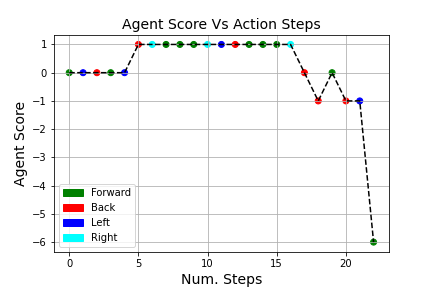 Agent Score Vs Action Steps
1
0
−1
−2
−3
−4
−5
−6
Agent Score
Forward
Back
Left
Right
0 5 10 15 20
Num. Steps